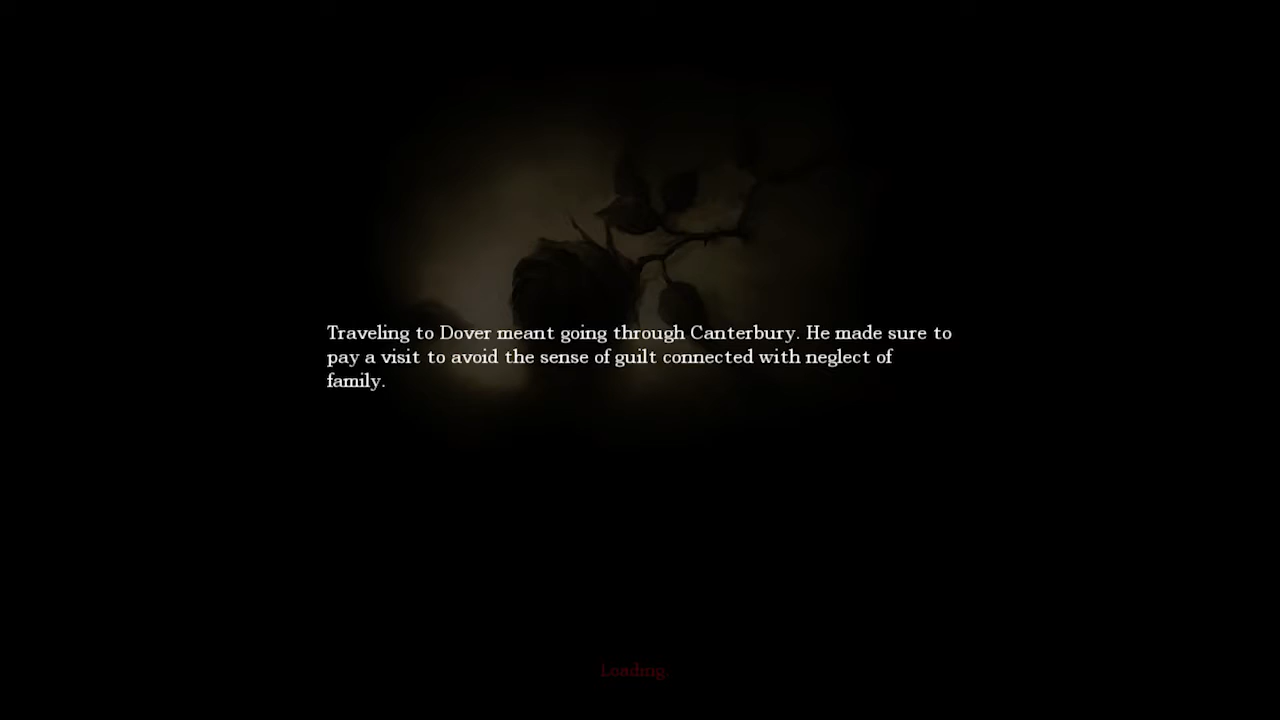 Traveling to Dover meant going through Canterbury. He made sure to
pay a visit to avoid the sense of guilt connected with neglect of
family.
Loading.